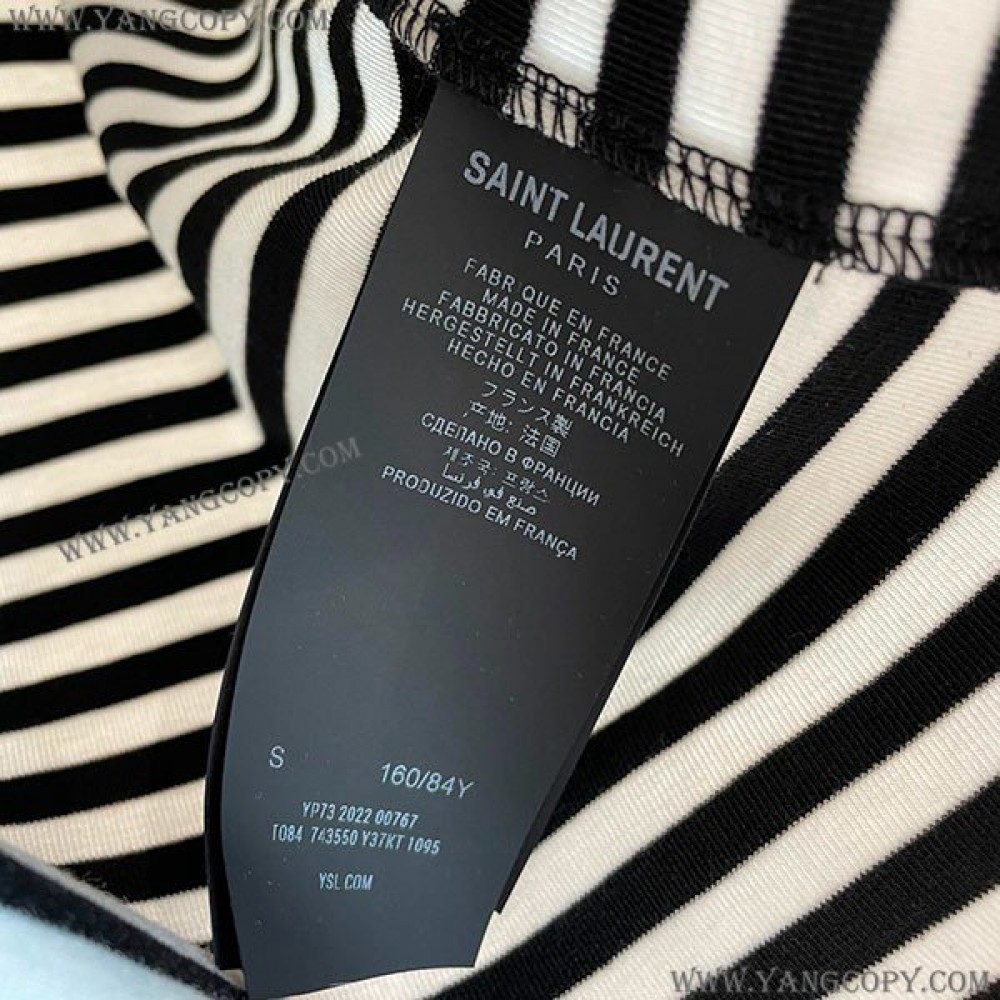 WWW.YANGCOPY.COM
WWW.YANGCOPY.COM
SAINT LAURENT
PARIS
FABR QUE EN FRANCE
MADE IN FRANCE
FABBRICATO IN FRANCIA
HERGESTELLT IN FRANKREICH
HECHO EN FRANCIA
フランス製
产地: 法国
СДЕЛАНО В ФРАНЦИИ
제조국: 프랑스
صنع في فرنسا
PRODUZIDO EM FRANÇA
WWW.YANGCOPY.COM
S 160/84Y
YP73 2022 00767
TO84 743550 Y37KT 1095
YSL.COM
WWW.YANGCOPY.COM